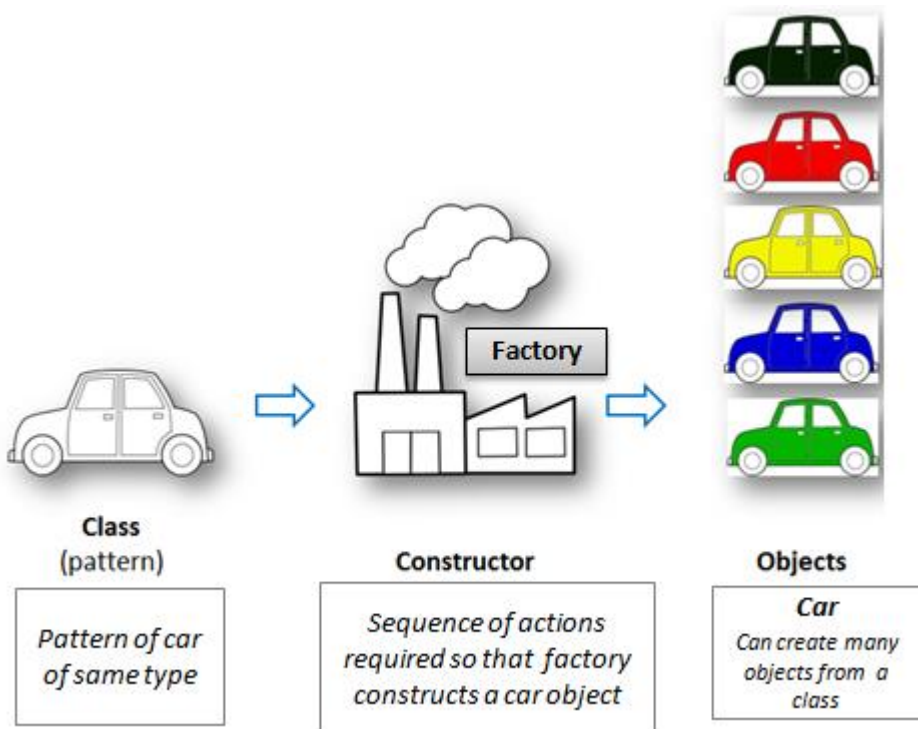 Factory
Class
(pattern)
Pattern of car
of same type
Constructor
Sequence of actions
required so that factory
constructs a car object
Objects
Car
Can create many
objects from a
class